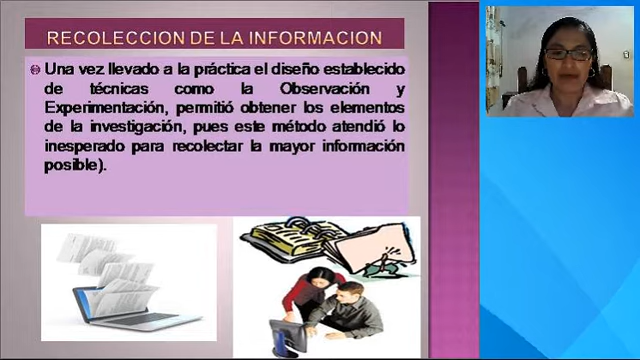 RECOLECCION DE LA INFORMACION
Una vez llevado a la práctica el diseño establecido
de técnicas como la Observación y
Experimentación, permitió obtener los elementos
de la investigación, pues este método atendió lo
inesperado para recolectar la mayor información
posible).